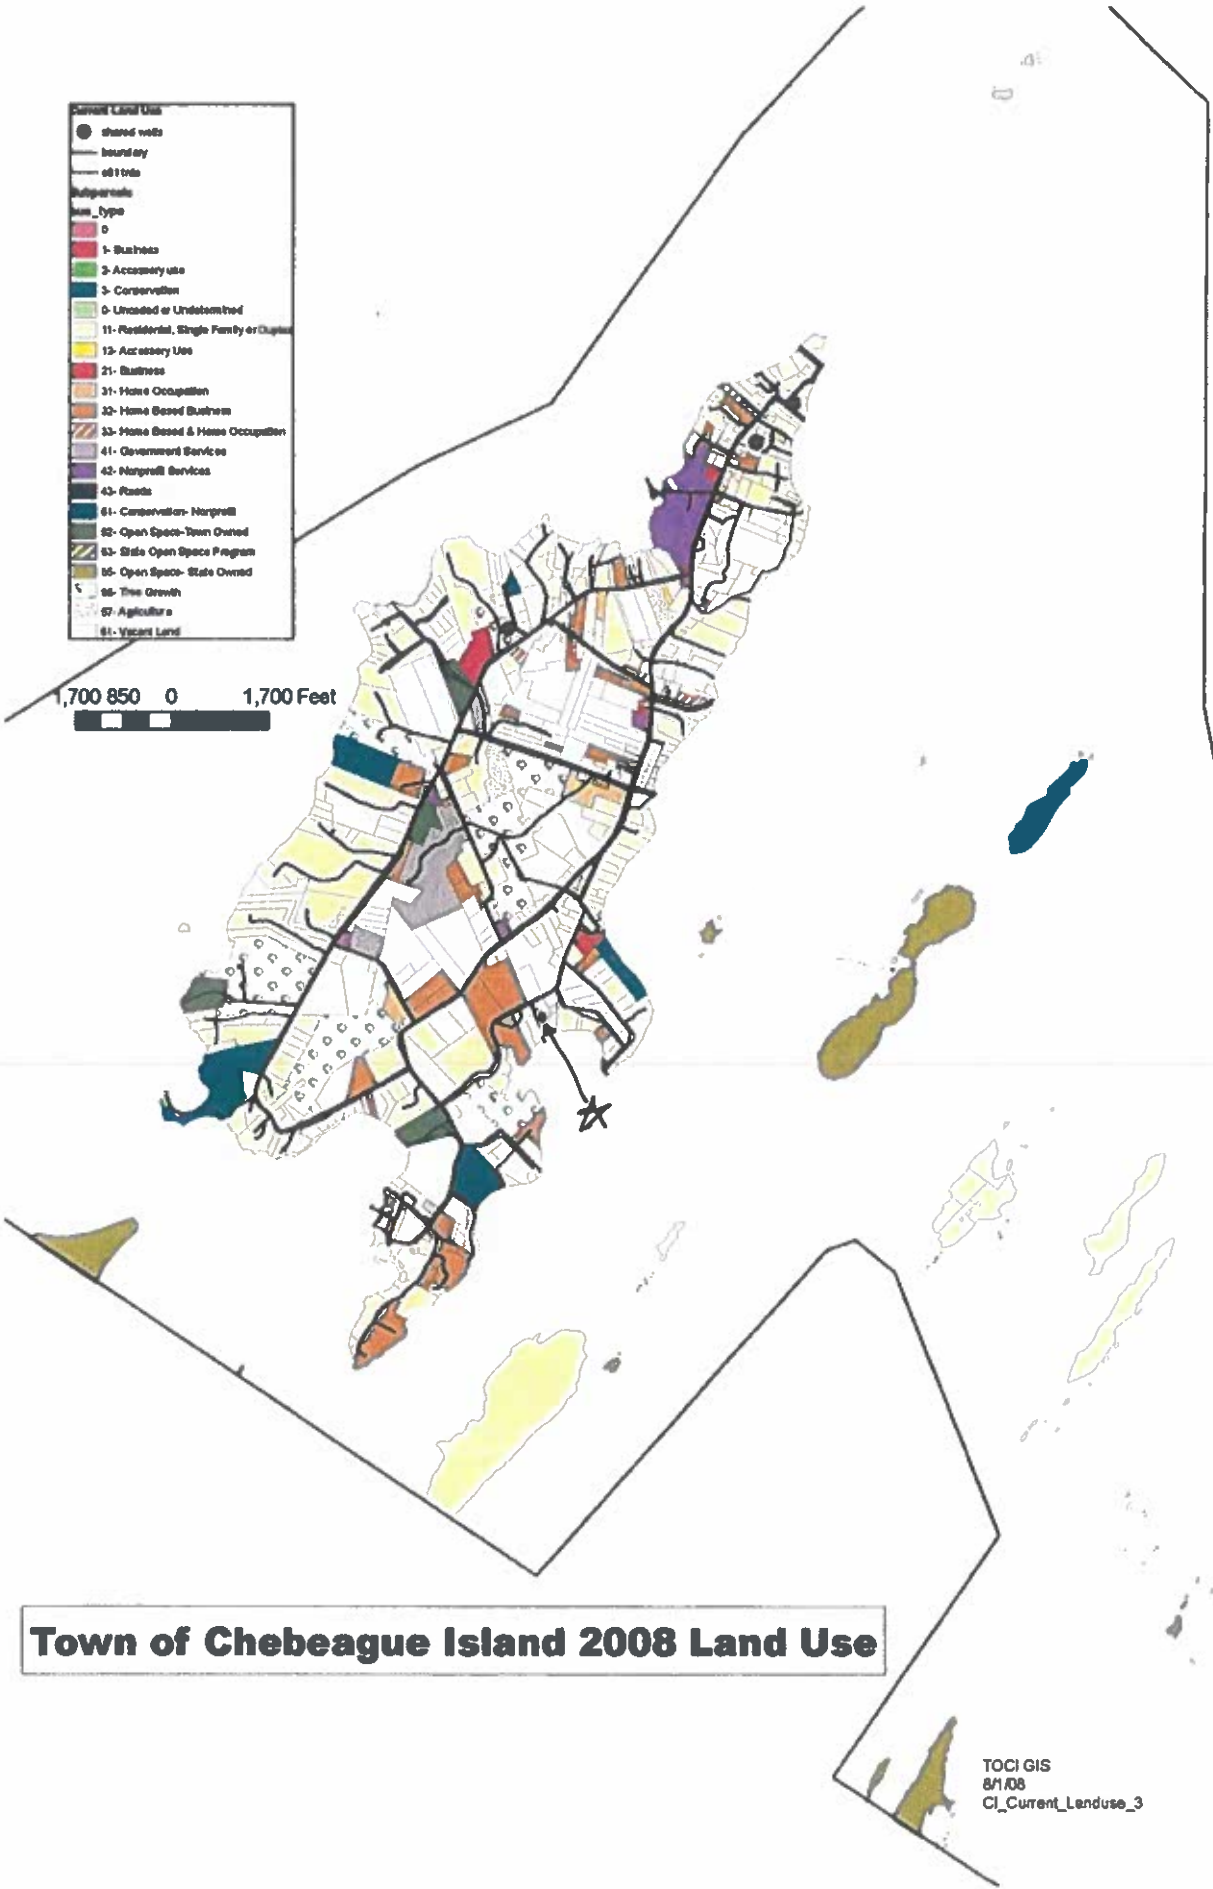 Current Land Use
shared wells
boundary
Subparcels
_type
0
1- Business
2- Accessory use
3- Conservation
0- Uncoded or Undetermined
11- Residential, Single Family or Duplex
12- Accessory Use
21- Business
31- Home Occupation
32- Home Based Business
33- Home Based & Home Occupation
41- Government Services
42- Nonprofit Services
43- Roads
51- Conservation- Nonprofit
52- Open Space-Town Owned
53- State Open Space Program
55- Open Space- State Owned
56- Tree Growth
57- Agriculture
61- Vacant Land
1,700 850 0 1,700 Feet
Town of Chebeague Island 2008 Land Use
TOCI GIS
8/1/08
CI_Current_Landuse_3